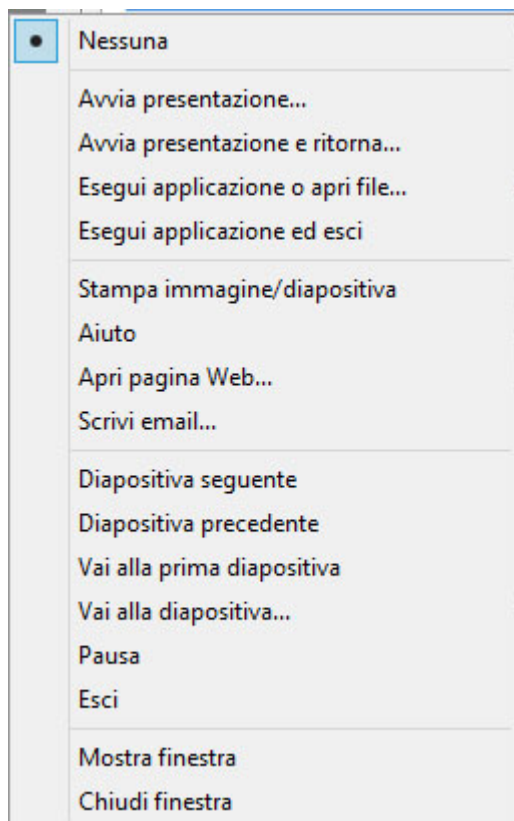 Nessuna
Avvia presentazione...
Avvia presentazione e ritorna...
Esegui applicazione o apri file...
Esegui applicazione ed esci
Stampa immagine/diapositiva
Aiuto
Apri pagina Web...
Scrivi email...
Diapositiva seguente
Diapositiva precedente
Vai alla prima diapositiva
Vai alla diapositiva...
Pausa
Esci
Mostra finestra
Chiudi finestra